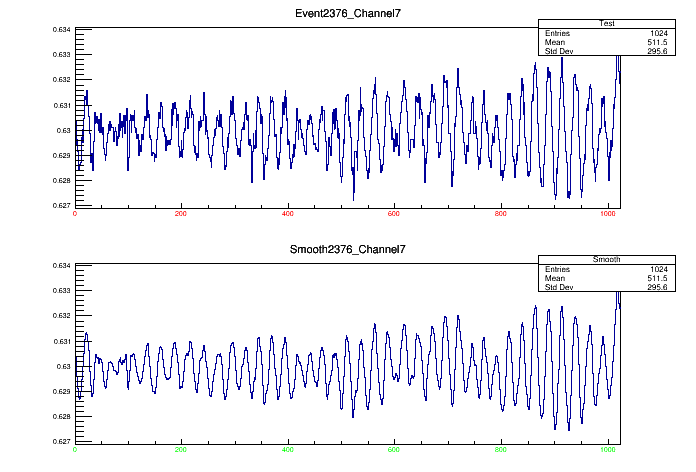 Event2376_Channel7
Test
Entries 1024
Mean 511.5
Std Dev 295.6
0.634
0.633
0.632
0.631
0.63
0.629
0.628
0.627
0 200 400 600 800 1000
Smooth2376_Channel7
Smooth
Entries 1024
Mean 511.5
Std Dev 295.6
0.634
0.633
0.632
0.631
0.63
0.629
0.628
0.627
0 200 400 600 800 1000